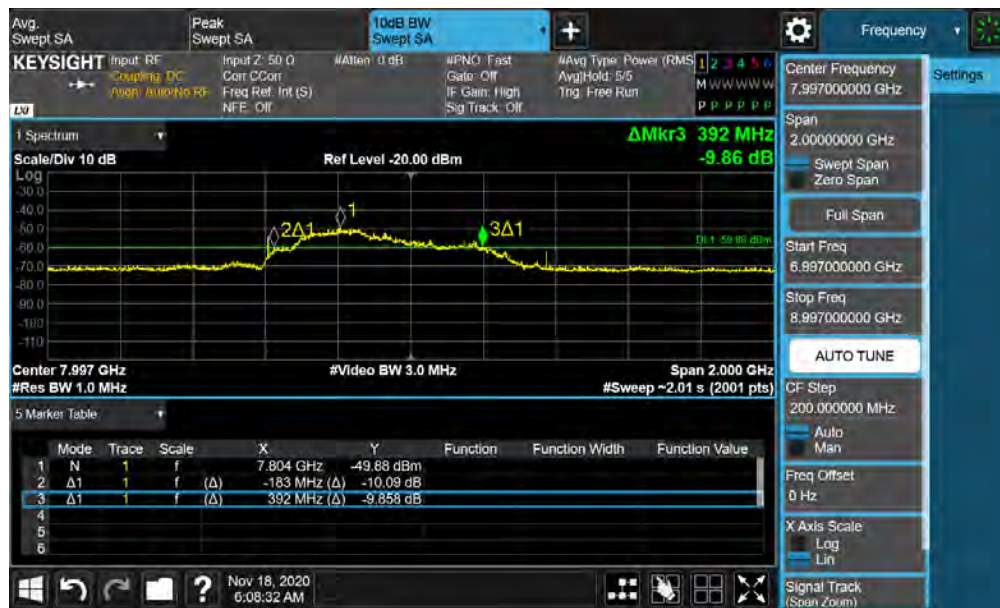 Avg.
Swept SA
Peak
Swept SA
10dB BW
Swept SA
Frequency
KEYSIGHT
Input: RF
Coupling: DC
Align: Auto/No RF
Input Z: 50 Ω
Corr CCorr
Freq Ref: Int (S)
NFE: Off
#Atten: 0 dB
#PNO: Fast
Gate: Off
IF Gain: High
Sig Track: Off
#Avg Type: Power (RMS
Avg|Hold: 5/5
Trig: Free Run
1 2 3 4 5 6
M W W W W W
P P P P P P
LXI
1 Spectrum
Scale/Div 10 dB
Ref Level -20.00 dBm
ΔMkr3 392 MHz
-9.86 dB
Log
-30.0
-40.0
-50.0
-60.0
-70.0
-80.0
-90.0
-100
-110
1
2Δ1
3Δ1
DL1 -59.88 dBm
Center 7.997 GHz
#Video BW 3.0 MHz
Span 2.000 GHz
#Res BW 1.0 MHz
#Sweep ~2.01 s (2001 pts)
5 Marker Table
Mode Trace Scale X Y Function Function Width Function Value
1 N 1 f 7.804 GHz -49.88 dBm
2 Δ1 1 f (Δ) -183 MHz (Δ) -10.09 dB
3 Δ1 1 f (Δ) 392 MHz (Δ) -9.858 dB
4
5
6
Nov 18, 2020
6:08:32 AM
Center Frequency
7.997000000 GHz
Span
2.00000000 GHz
Swept Span
Zero Span
Full Span
Start Freq
6.997000000 GHz
Stop Freq
8.997000000 GHz
AUTO TUNE
CF Step
200.000000 MHz
Auto
Man
Freq Offset
0 Hz
X Axis Scale
Log
Lin
Signal Track
(Span Zoom)
Settings